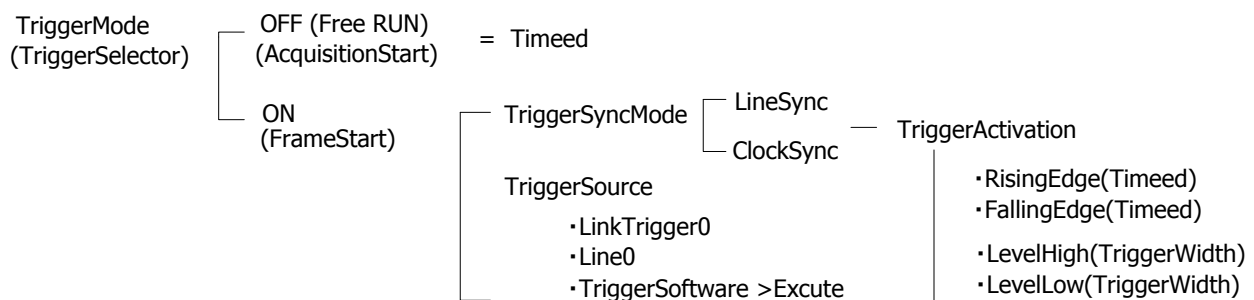 TriggerMode
(TriggerSelector)
OFF (Free RUN)
(AcquisitionStart)
= Timeed
ON
(FrameStart)
TriggerSyncMode
LineSync
ClockSync
TriggerActivation
・RisingEdge(Timeed)
・FallingEdge(Timeed)
・LevelHigh(TriggerWidth)
・LevelLow(TriggerWidth)
TriggerSource
・LinkTrigger0
・Line0
・TriggerSoftware >Excute